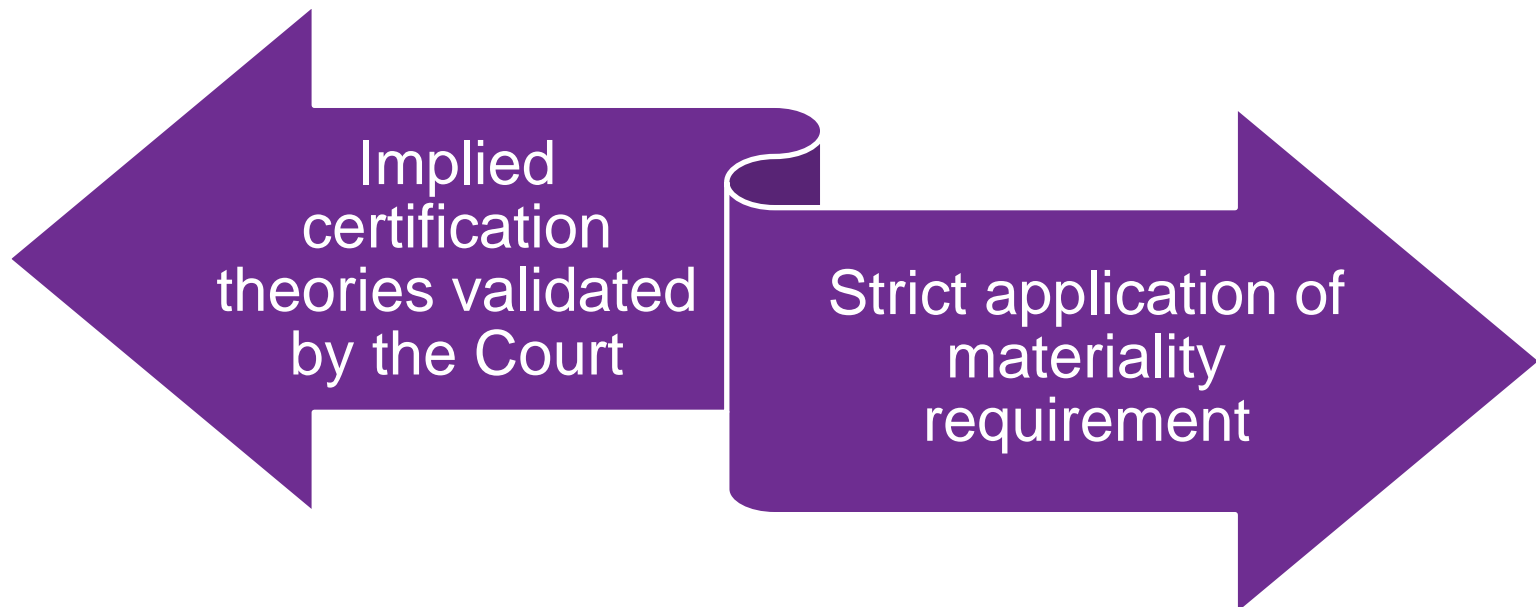 Implied
certification
theories validated
by the Court
Strict application of
materiality
requirement